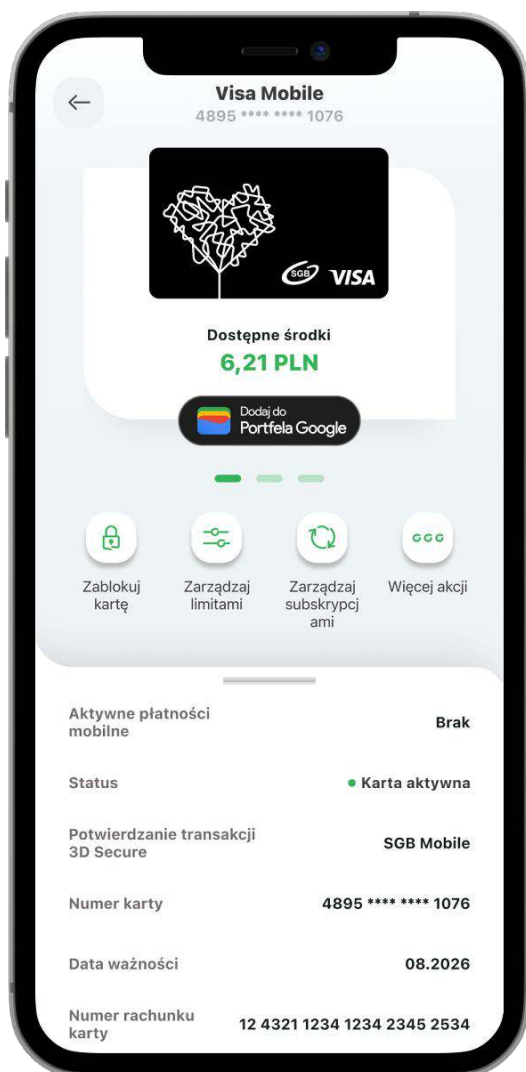 Visa Mobile
4895 **** **** 1076
SGB VISA
Dostępne środki
6,21 PLN
Dodaj do
Portfela Google
Zablokuj
kartę
Zarządzaj
limitami
Zarządzaj
subskrypcj
ami
Więcej akcji
Aktywne płatności
mobilne
Brak
Status
Karta aktywna
Potwierdzanie transakcji
3D Secure
SGB Mobile
Numer karty
4895 **** **** 1076
Data ważności
08.2026
Numer rachunku
karty
12 4321 1234 1234 2345 2534